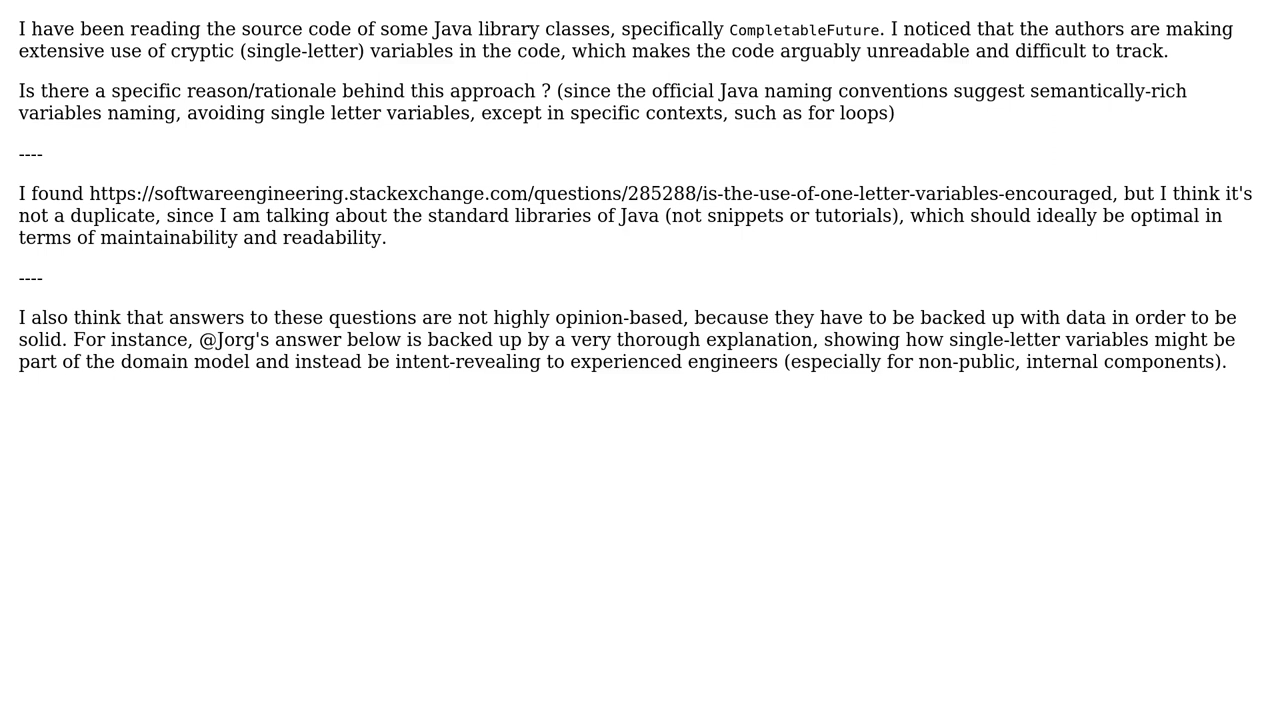 I have been reading the source code of some Java library classes, specifically CompletableFuture. I noticed that the authors are making
extensive use of cryptic (single-letter) variables in the code, which makes the code arguably unreadable and difficult to track.
Is there a specific reason/rationale behind this approach ? (since the official Java naming conventions suggest semantically-rich
variables naming, avoiding single letter variables, except in specific contexts, such as for loops)
----
I found https://softwareengineering.stackexchange.com/questions/285288/is-the-use-of-one-letter-variables-encouraged, but I think it's
not a duplicate, since I am talking about the standard libraries of Java (not snippets or tutorials), which should ideally be optimal in
terms of maintainability and readability.
----
I also think that answers to these questions are not highly opinion-based, because they have to be backed up with data in order to be
solid. For instance, @Jorg's answer below is backed up by a very thorough explanation, showing how single-letter variables might be
part of the domain model and instead be intent-revealing to experienced engineers (especially for non-public, internal components).